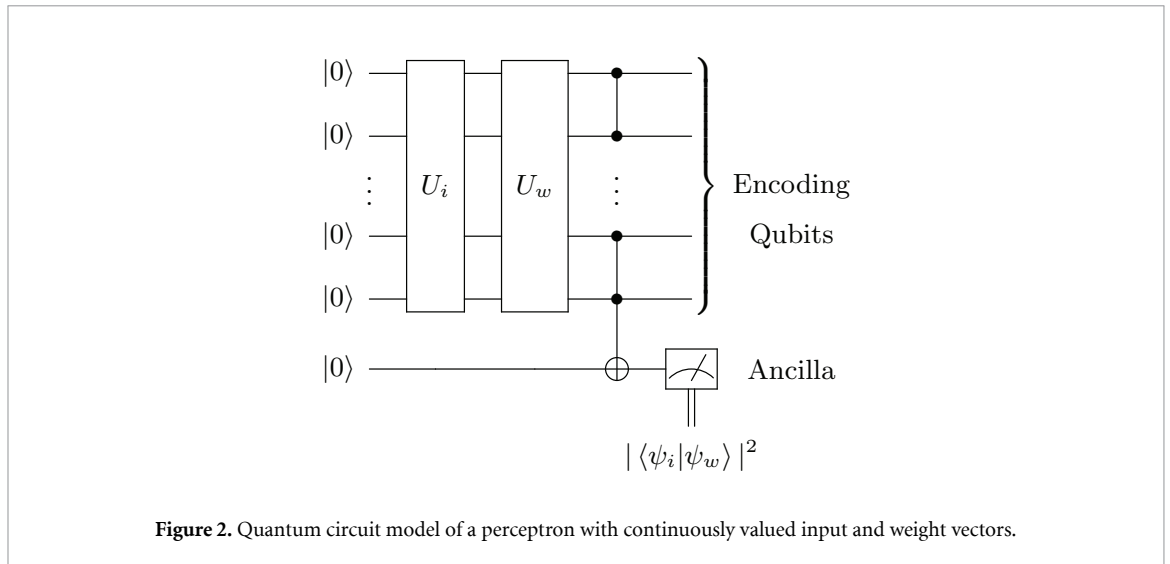 |0⟩
|0⟩
⋮ U_i U_w ⋮ Encoding
|0⟩ Qubits
|0⟩
|0⟩ Ancilla
| ⟨ψ_i|ψ_w⟩ |^2
Figure 2. Quantum circuit model of a perceptron with continuously valued input and weight vectors.